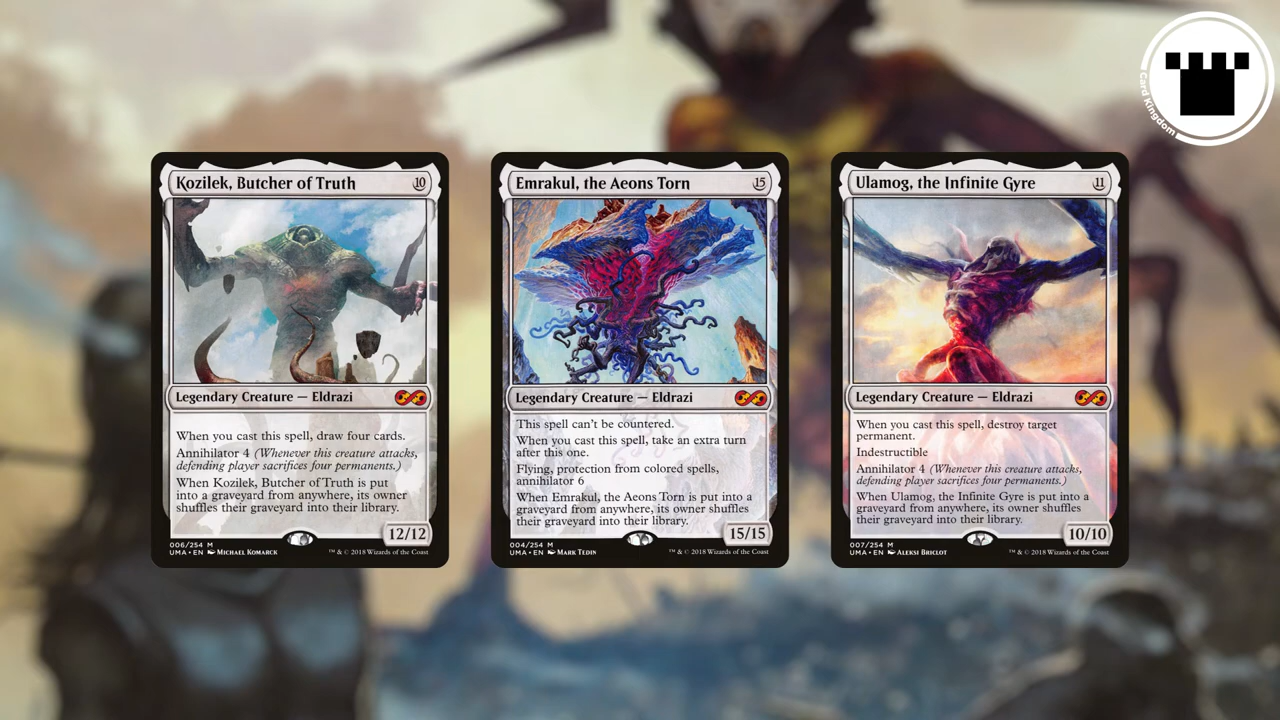 Card Kingdom
Kozilek, Butcher of Truth 10
Legendary Creature — Eldrazi
When you cast this spell, draw four cards.
Annihilator 4 (Whenever this creature attacks,
defending player sacrifices four permanents.)
When Kozilek, Butcher of Truth is put
into a graveyard from anywhere, its owner
shuffles their graveyard into their library.
12/12
006/254 M
UMA • EN Michael Komarck
™ & © 2018 Wizards of the Coast
Emrakul, the Aeons Torn 15
Legendary Creature — Eldrazi
This spell can't be countered.
When you cast this spell, take an extra turn
after this one.
Flying, protection from colored spells,
annihilator 6
When Emrakul, the Aeons Torn is put into a
graveyard from anywhere, its owner shuffles
their graveyard into their library.
15/15
004/254 M
UMA • EN Mark Tedin
™ & © 2018 Wizards of the Coast
Ulamog, the Infinite Gyre 11
Legendary Creature — Eldrazi
When you cast this spell, destroy target
permanent.
Indestructible
Annihilator 4 (Whenever this creature attacks,
defending player sacrifices four permanents.)
When Ulamog, the Infinite Gyre is put into a
graveyard from anywhere, its owner shuffles
their graveyard into their library.
10/10
007/254 M
UMA • EN Aleksi Briclot
™ & © 2018 Wizards of the Coast